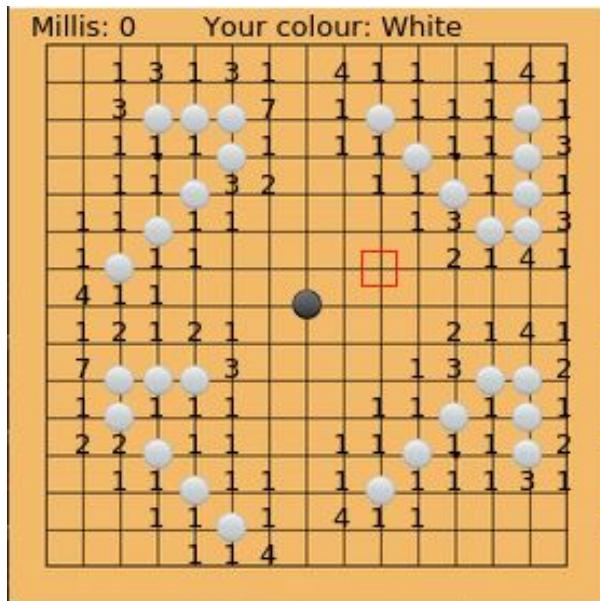 Millis: 0 Your colour: White
1 3 1 3 1 4 1 1 1 4 1
3 7 1 1 1 1 1
1 1 1 1 1 1 1 1 3
1 1 3 2 1 1 1 1
1 1 1 1 1 3 3
1 1 1 2 1 4 1
4 1 1
1 2 1 2 1 2 1 4 1
7 3 1 3 2
1 1 1 1 1 1 1 1
2 2 1 1 1 1 1 1 2
1 1 1 1 1 1 1 1 3 1
1 1 1 4 1 1
1 1 4